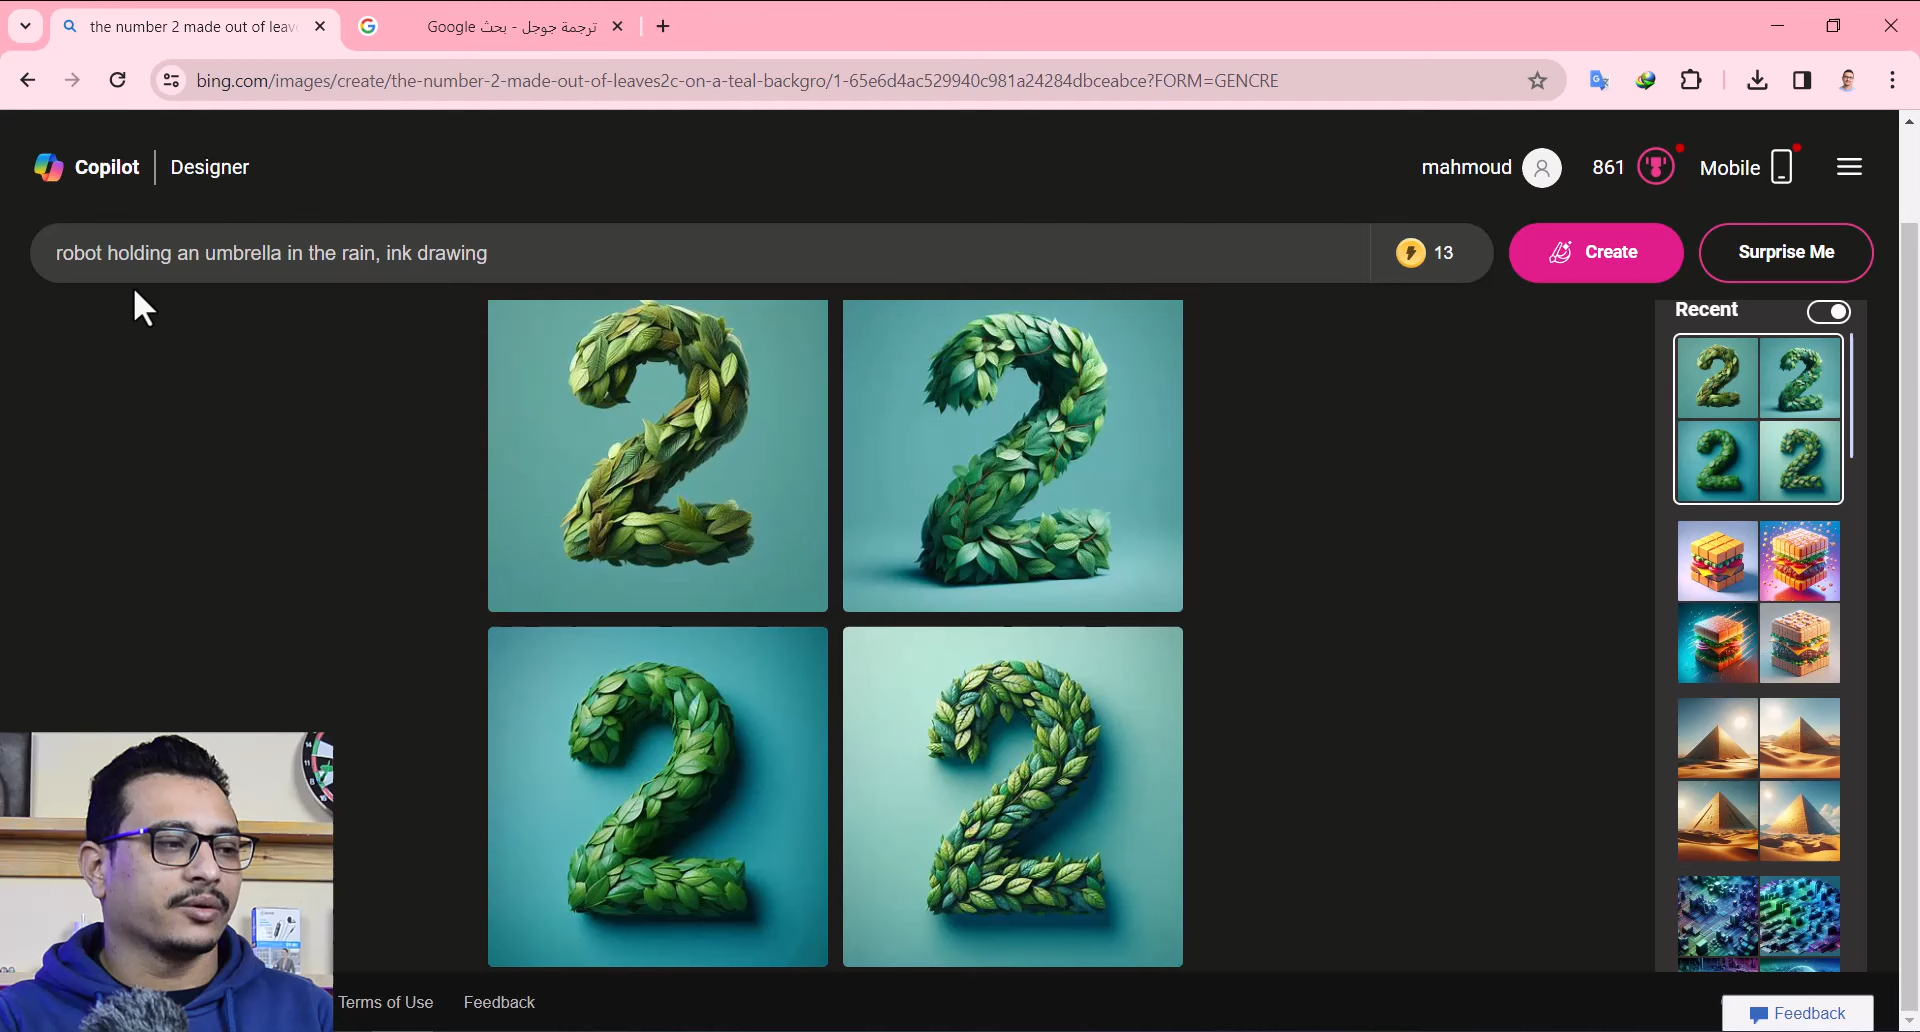 the number 2 made out of leav
ترجمة جوجل - بحث Google
bing.com/images/create/the-number-2-made-out-of-leaves2c-on-a-teal-backgro/1-65e6d4ac529940c981a24284dbceabce?FORM=GENCRE
Copilot | Designer
mahmoud
861
Mobile
robot holding an umbrella in the rain, ink drawing
13
Create
Surprise Me
Recent
Terms of Use
Feedback
Feedback